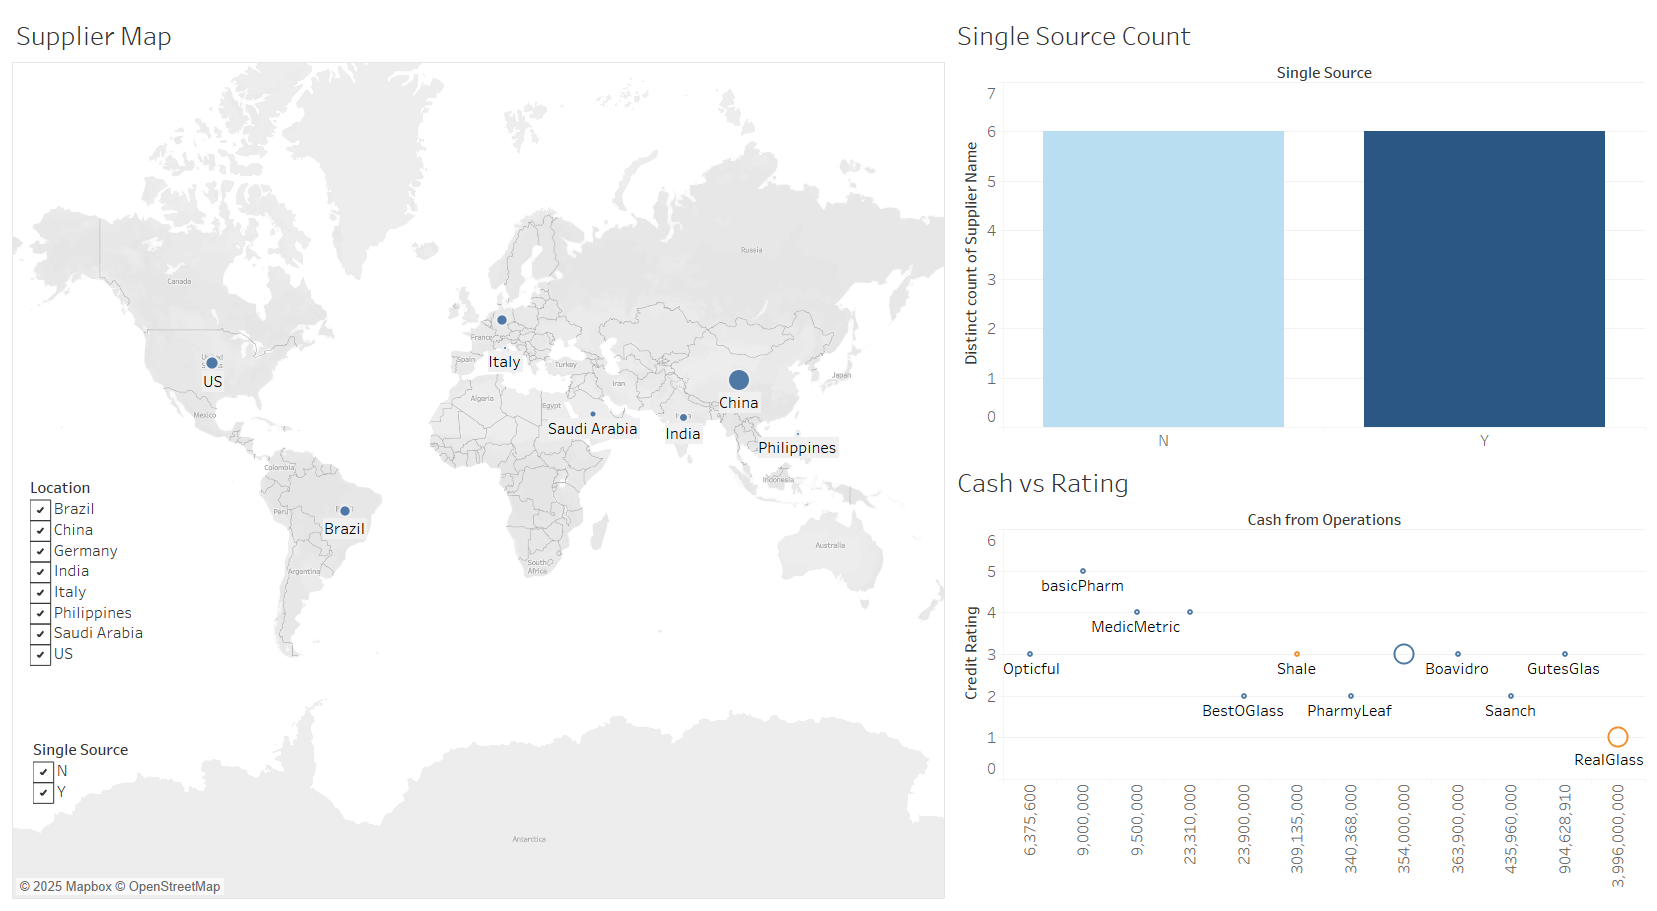 Supplier Map
Russia
Canada
France
Italy
Spain
Turkey
US
Japan
Iran
China
Algeria
Egypt
Mexico
Saudi Arabia
India
Philippines
Colombia
Indonesia
Peru
Brazil
Australia
Argentina
South
Africa
Antarctica
Location
Brazil
China
Germany
India
Italy
Philippines
Saudi Arabia
US
Single Source
N
Y
© 2025 Mapbox © OpenStreetMap
Single Source Count
Single Source
Distinct count of Supplier Name
7
6
5
4
3
2
1
0
N
Y
Cash vs Rating
Cash from Operations
Credit Rating
6
5
4
3
2
1
0
basicPharm
MedicMetric
Opticful
Shale
Boavidro
GutesGlas
BestOGlass
PharmyLeaf
Saanch
RealGlass
6,375,600
9,000,000
9,500,000
23,310,000
23,900,000
309,135,000
340,368,000
354,000,000
363,900,000
435,960,000
904,628,910
3,996,000,000